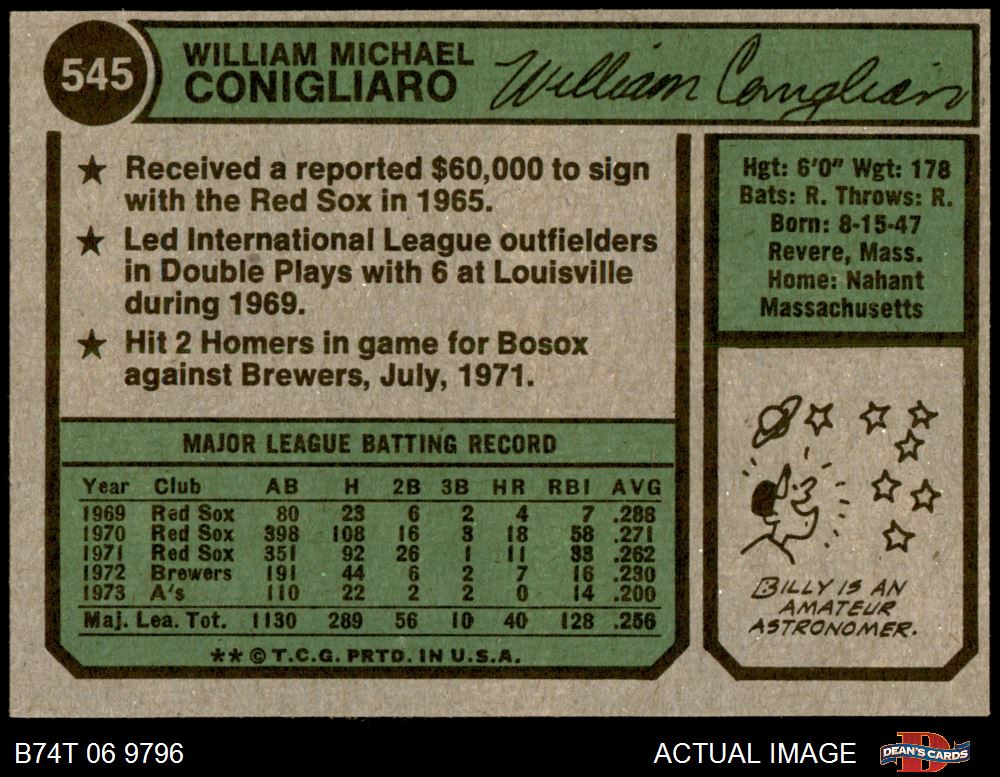 545
WILLIAM MICHAEL
CONIGLIARO
William Conigliaro
★ Received a reported $60,000 to sign
with the Red Sox in 1965.
★ Led International League outfielders
in Double Plays with 6 at Louisville
during 1969.
★ Hit 2 Homers in game for Bosox
against Brewers, July, 1971.
Hgt: 6'0" Wgt: 178
Bats: R. Throws: R.
Born: 8-15-47
Revere, Mass.
Home: Nahant
Massachusetts
MAJOR LEAGUE BATTING RECORD
Year Club AB H 2B 3B HR RBI AVG
1969 Red Sox 80 23 6 2 4 7 .288
1970 Red Sox 398 108 16 3 18 58 .271
1971 Red Sox 351 92 26 1 11 33 .262
1972 Brewers 191 44 6 2 7 16 .230
1973 A's 110 22 2 2 0 14 .200
Maj. Lea. Tot. 1130 289 56 10 40 128 .256
** © T.C.G. PRTD. IN U.S.A.
BILLY IS AN
AMATEUR
ASTRONOMER.
B74T 06 9796
ACTUAL IMAGE
DEAN'S CARDS